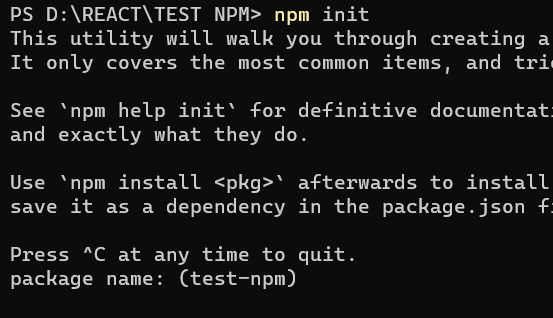 PS D:\REACT\TEST NPM> npm init
This utility will walk you through creating a
It only covers the most common items, and
See `npm help init` for definitive
and exactly what they do.
Use `npm install <pkg>` afterwards to install
save it as a dependency in the package.json
Press ^C at any time to quit.
package name: (test-npm)